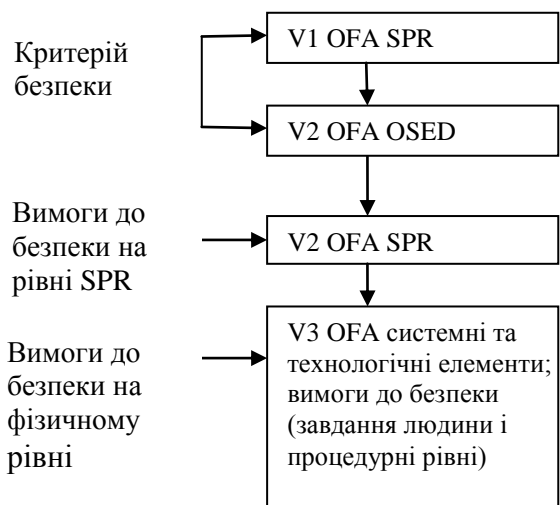 V1 OFA SPR
Критерій
безпеки
V2 OFA OSED
Вимоги до
безпеки на
рівні SPR
V2 OFA SPR
V3 OFA системні та
технологічні елементи;
вимоги до безпеки
(завдання людини і
процедурні рівні)
Вимоги до
безпеки на
фізичному
рівні